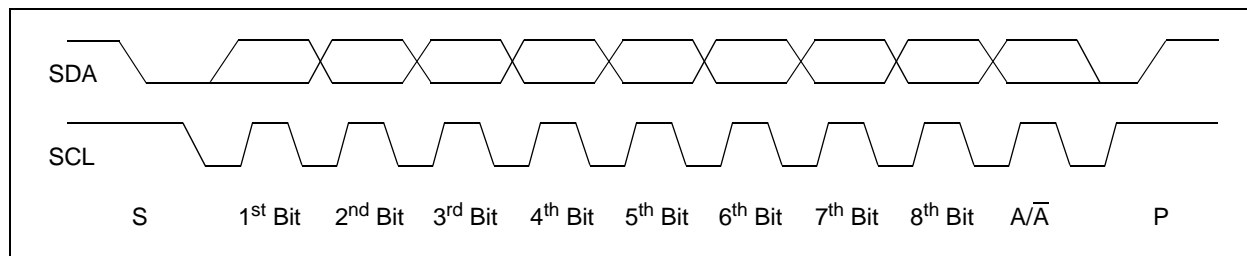 SDA
SCL
S 1st Bit 2nd Bit 3rd Bit 4th Bit 5th Bit 6th Bit 7th Bit 8th Bit A/A̅ P